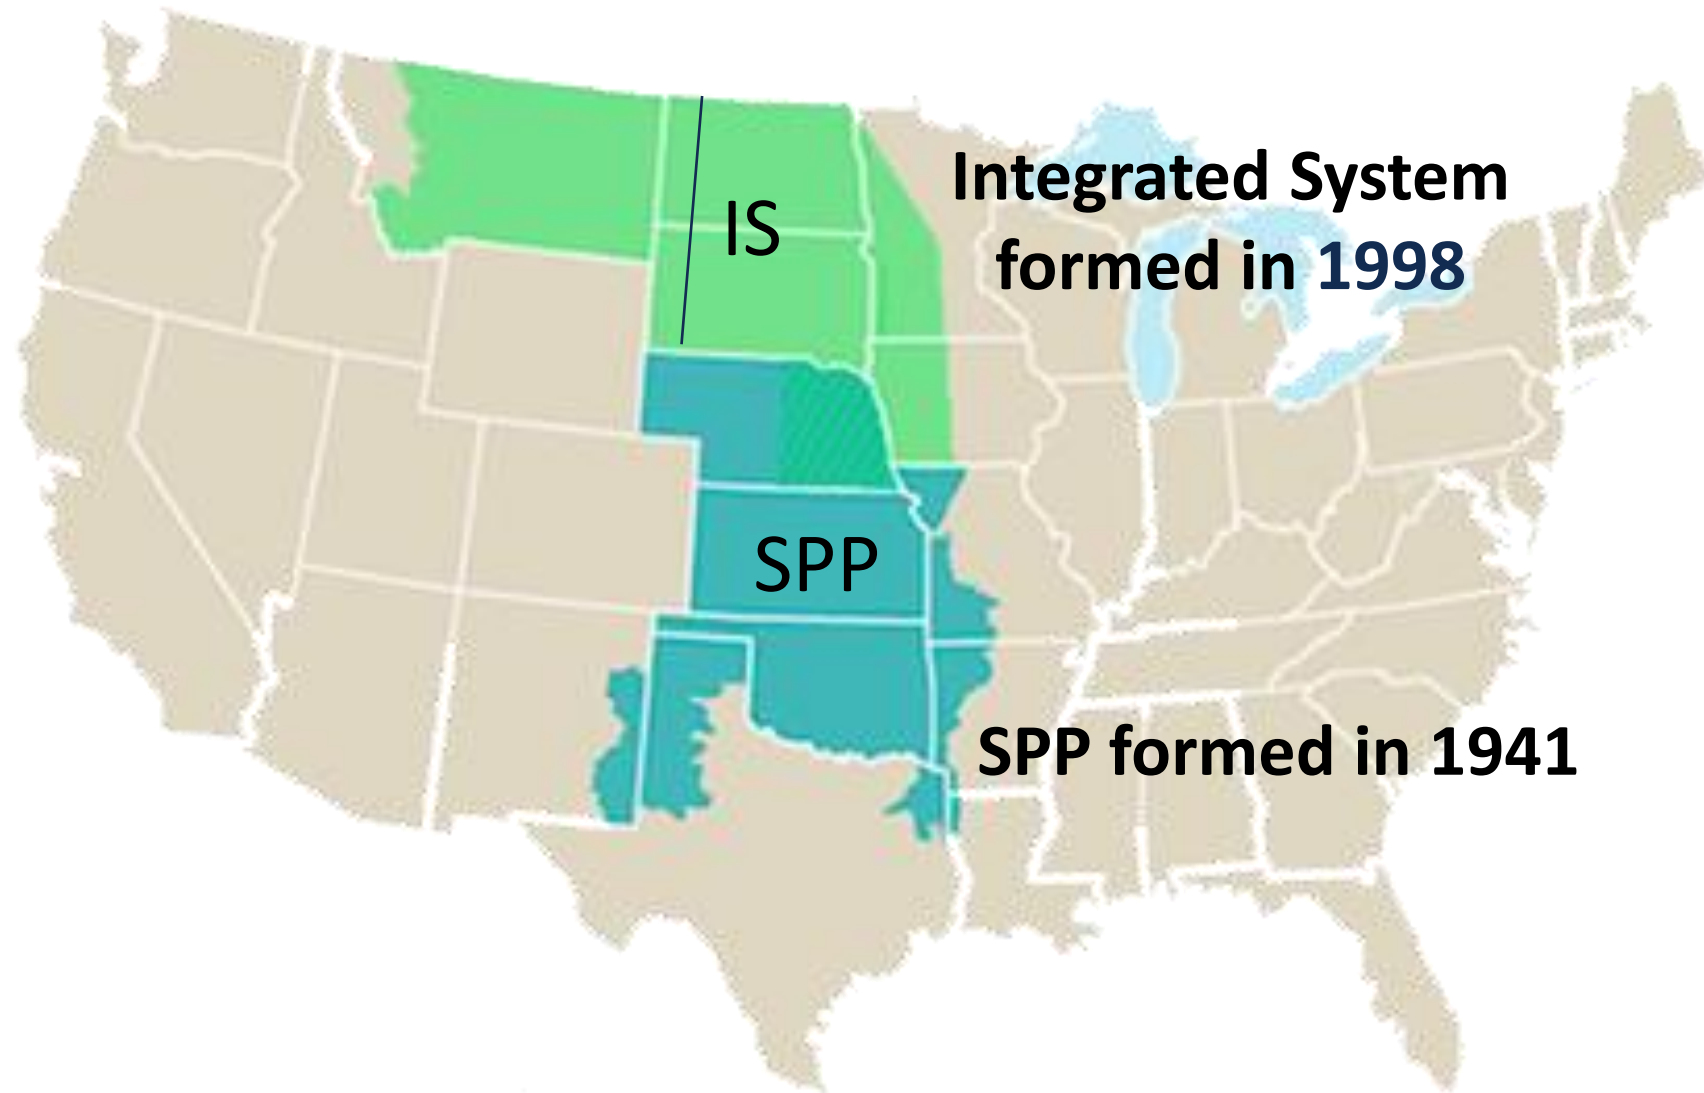 IS
Integrated System
formed in 1998
SPP
SPP formed in 1941